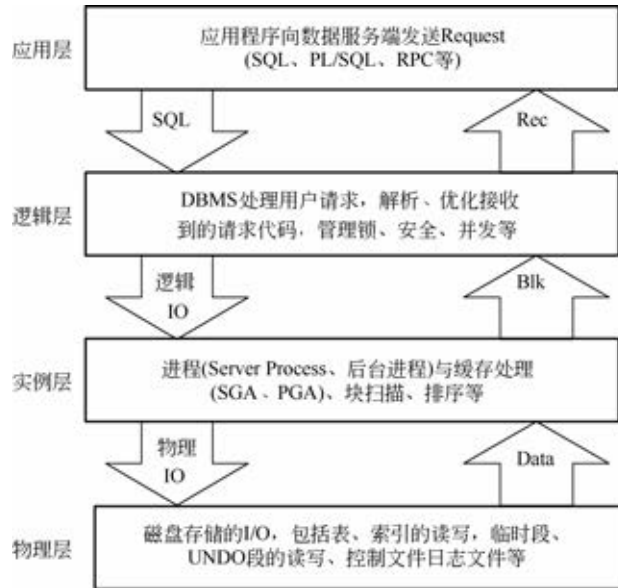 应用层
应用程序向数据服务端发送Request
(SQL、PL/SQL、RPC等)
SQL
Rec
逻辑层
DBMS处理用户请求，解析、优化接收
到的请求代码，管理锁、安全、并发等
逻辑
IO
Blk
实例层
进程(Server Process、后台进程)与缓存处理
(SGA、PGA)、块扫描、排序等
物理
IO
Data
物理层
磁盘存储的I/O，包括表、索引的读写，临时段、
UNDO段的读写、控制文件日志文件等